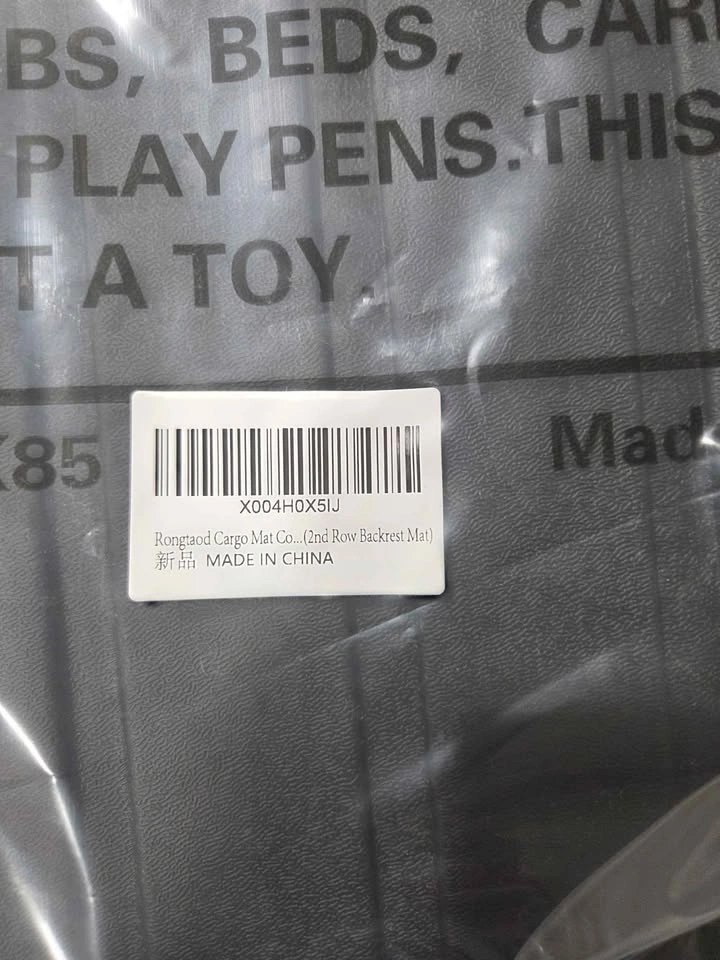 BS, BEDS, CAR
PLAY PENS.THIS
T A TOY.
X85
Mad
X004H0X5IJ
Rongtaod Cargo Mat Co...(2nd Row Backrest Mat)
新品 MADE IN CHINA